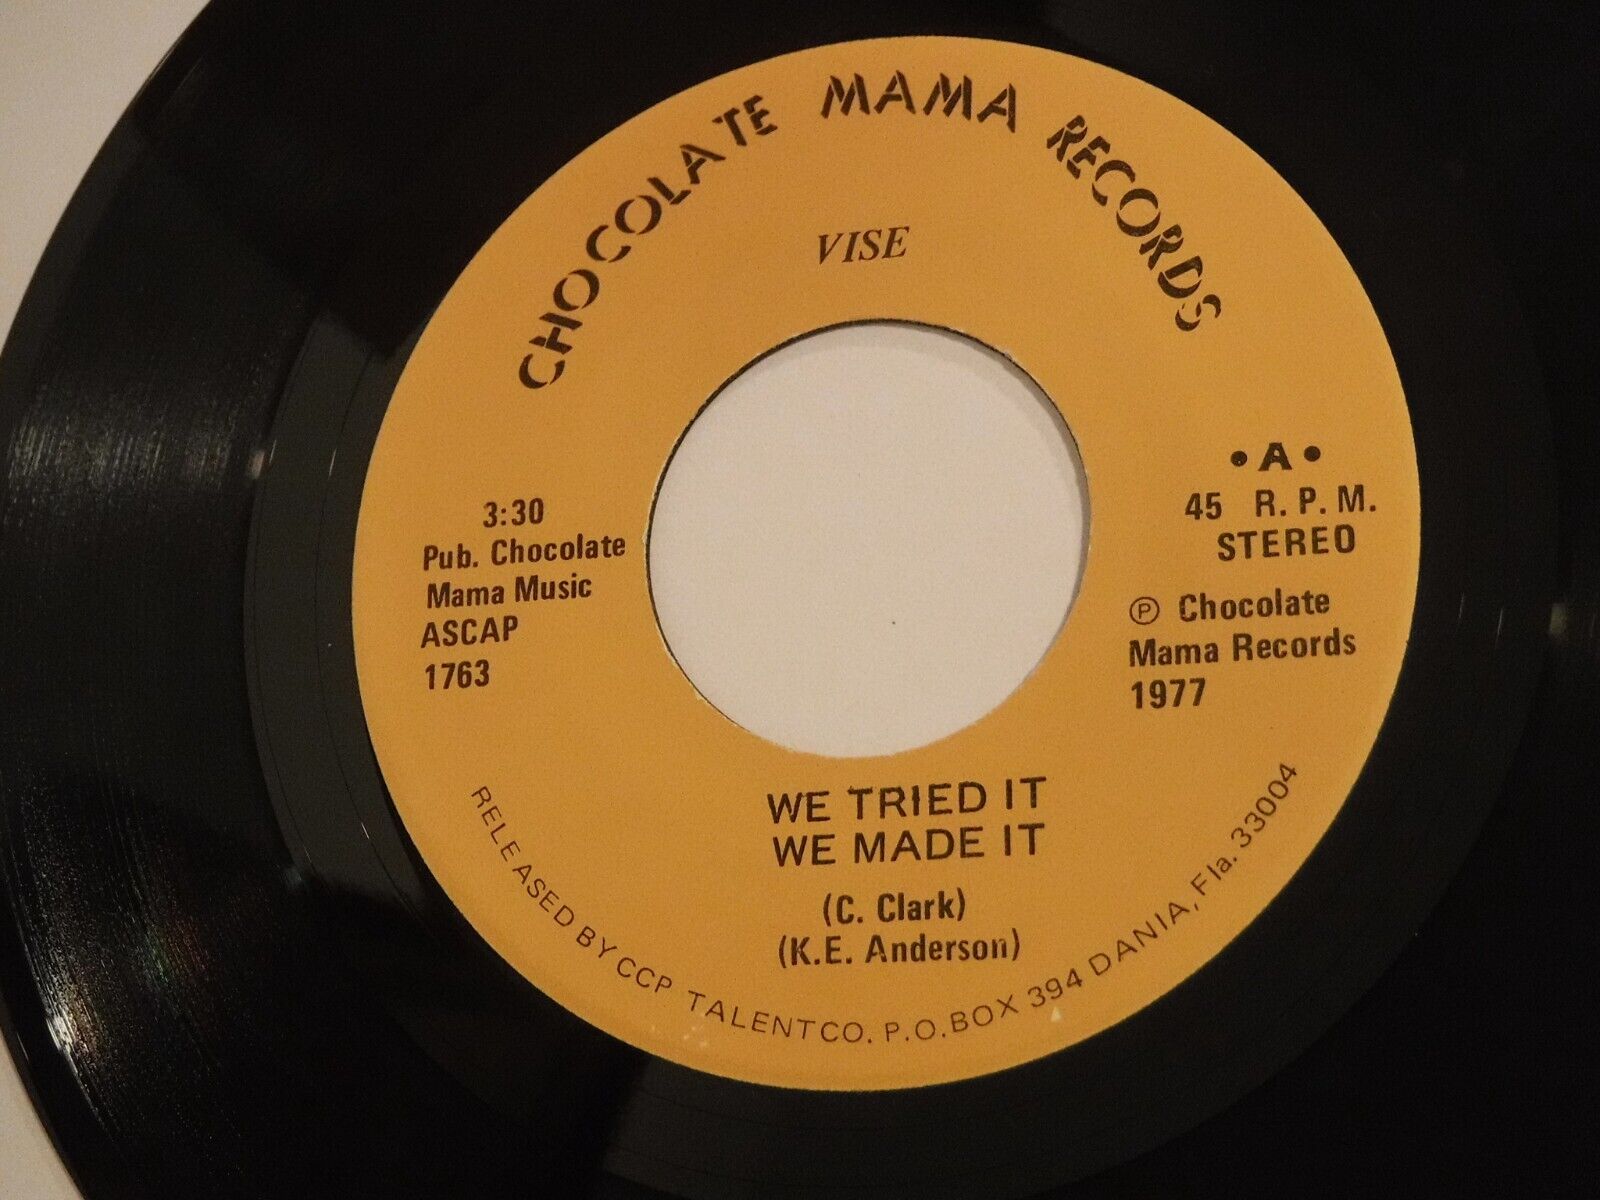 CHOCOLATE MAMA RECORDS
VISE
3:30
Pub. Chocolate
Mama Music
ASCAP
1763
• A •
45 R. P. M.
STEREO
Ⓟ Chocolate
Mama Records
1977
WE TRIED IT
WE MADE IT
(C. Clark)
(K.E. Anderson)
RELEASED BY CCP TALENT CO. P.O. BOX 394 DANIA, Fla. 33004